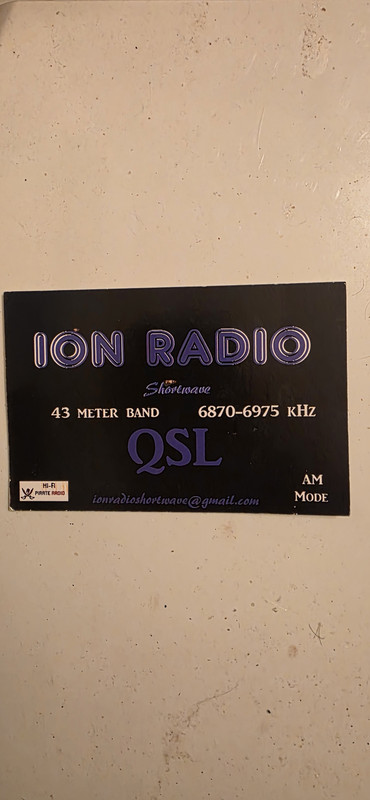 ION RADIO
Shortwave
43 METER BAND 6870-6975 KHZ
QSL
HI-FI
PIRATE RADIO
AM
MODE
ionradioshortwave@gmail.com